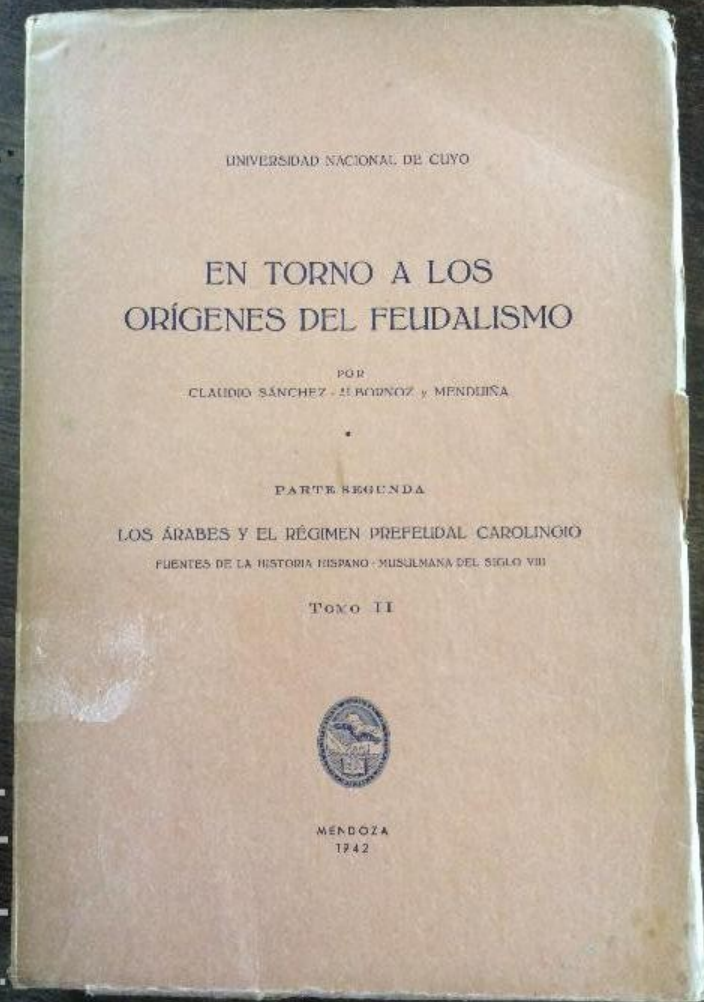 UNIVERSIDAD NACIONAL DE CUYO
EN TORNO A LOS
ORÍGENES DEL FEUDALISMO
POR
CLAUDIO SÁNCHEZ - ALBORNOZ y MENDUIÑA
PARTE SEGUNDA
LOS ÁRABES Y EL RÉGIMEN PREFEUDAL CAROLINGIO
FUENTES DE LA HISTORIA HISPANO - MUSULMANA DEL SIGLO VIII
TOMO II
MENDOZA
1942